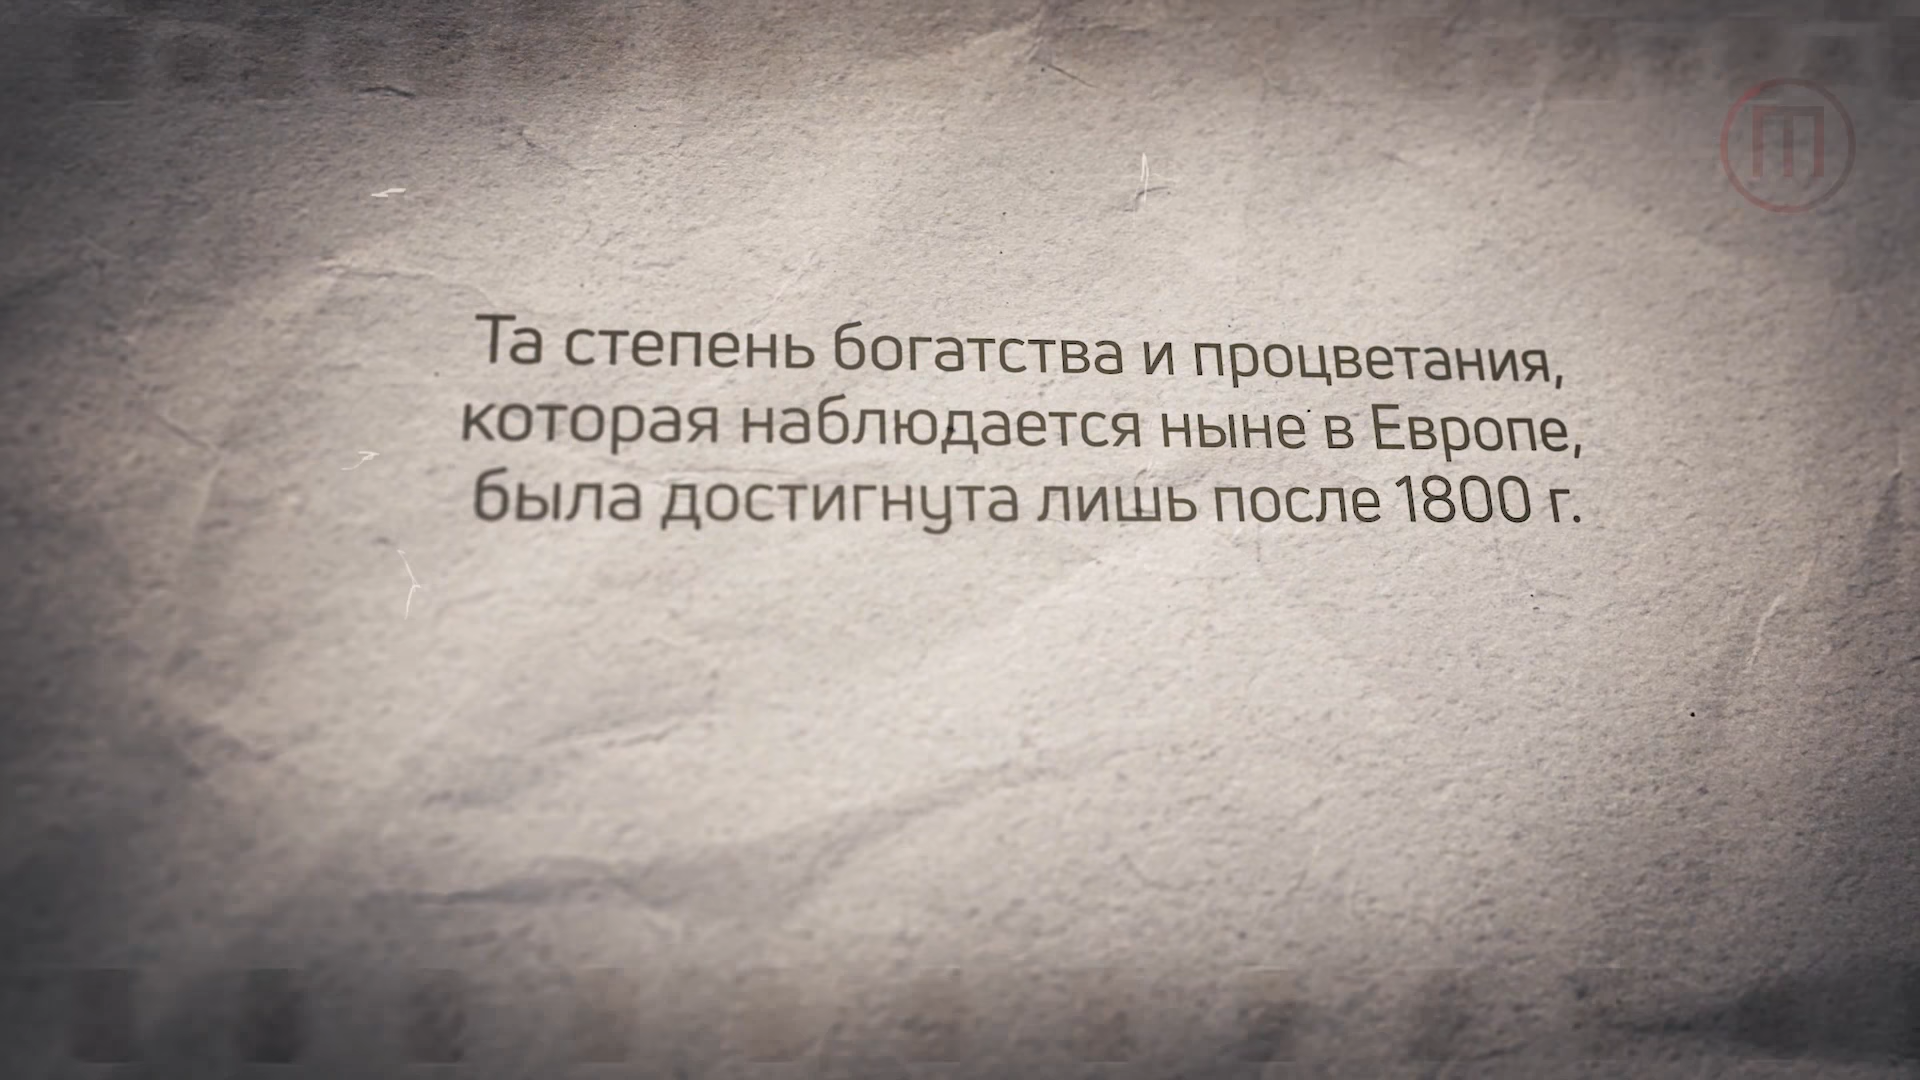 Та степень богатства и процветания,
которая наблюдается ныне в Европе,
была достигнута лишь после 1800 г.